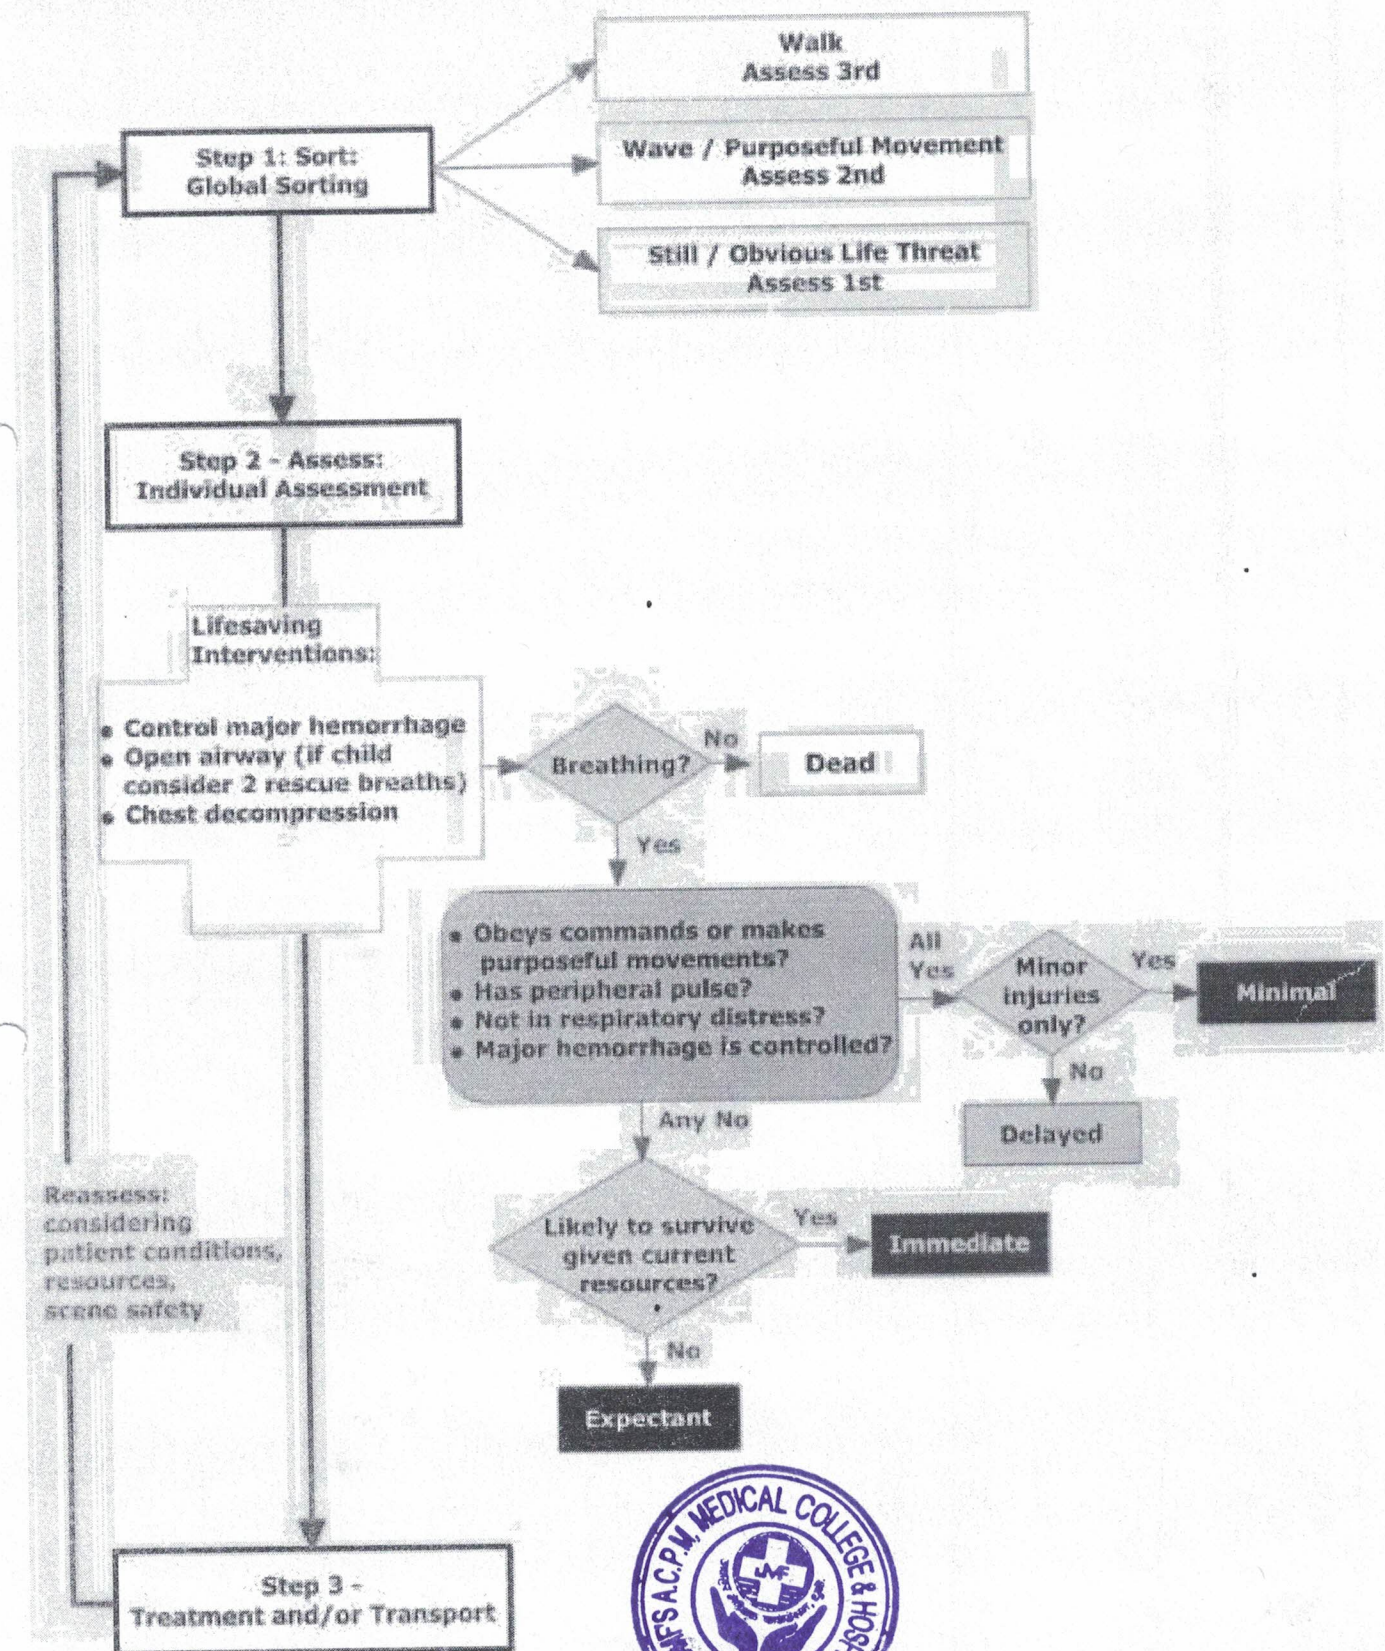 Walk
Assess 3rd
Step 1: Sort:
Global Sorting
Wave / Purposeful Movement
Assess 2nd
Still / Obvious Life Threat
Assess 1st
Step 2 - Assess:
Individual Assessment
Lifesaving
Interventions:
• Control major hemorrhage
• Open airway (if child
consider 2 rescue breaths)
• Chest decompression
Breathing?
No
Dead
Yes
• Obeys commands or makes
purposeful movements?
• Has peripheral pulse?
• Not in respiratory distress?
• Major hemorrhage is controlled?
All
Yes
Minor
injuries
only?
Yes
Minimal
No
Delayed
Any No
Likely to survive
given current
resources?
Yes
Immediate
No
Expectant
Reassess:
considering
patient conditions,
resources,
scene safety
Step 3 -
Treatment and/or Transport
A.C.P.M. MEDICAL COLLEGE &
JMF